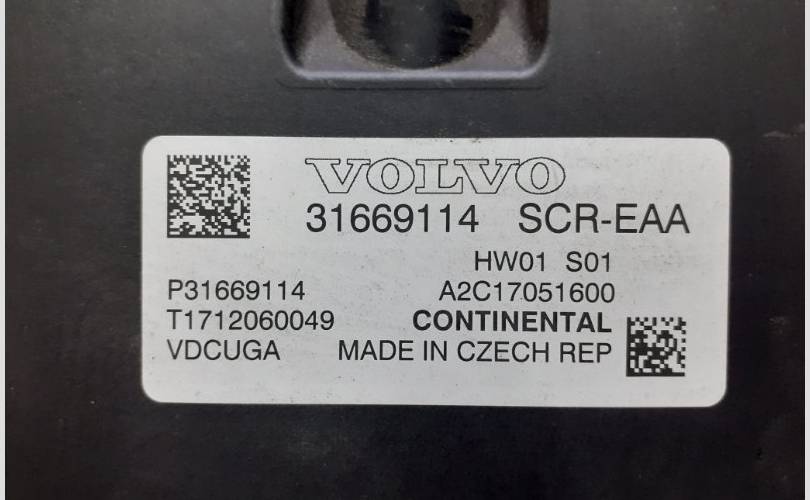 VOLVO
31669114 SCR-EAA
HW01 S01
P31669114 A2C17051600
T1712060049 CONTINENTAL
VDCUGA MADE IN CZECH REP